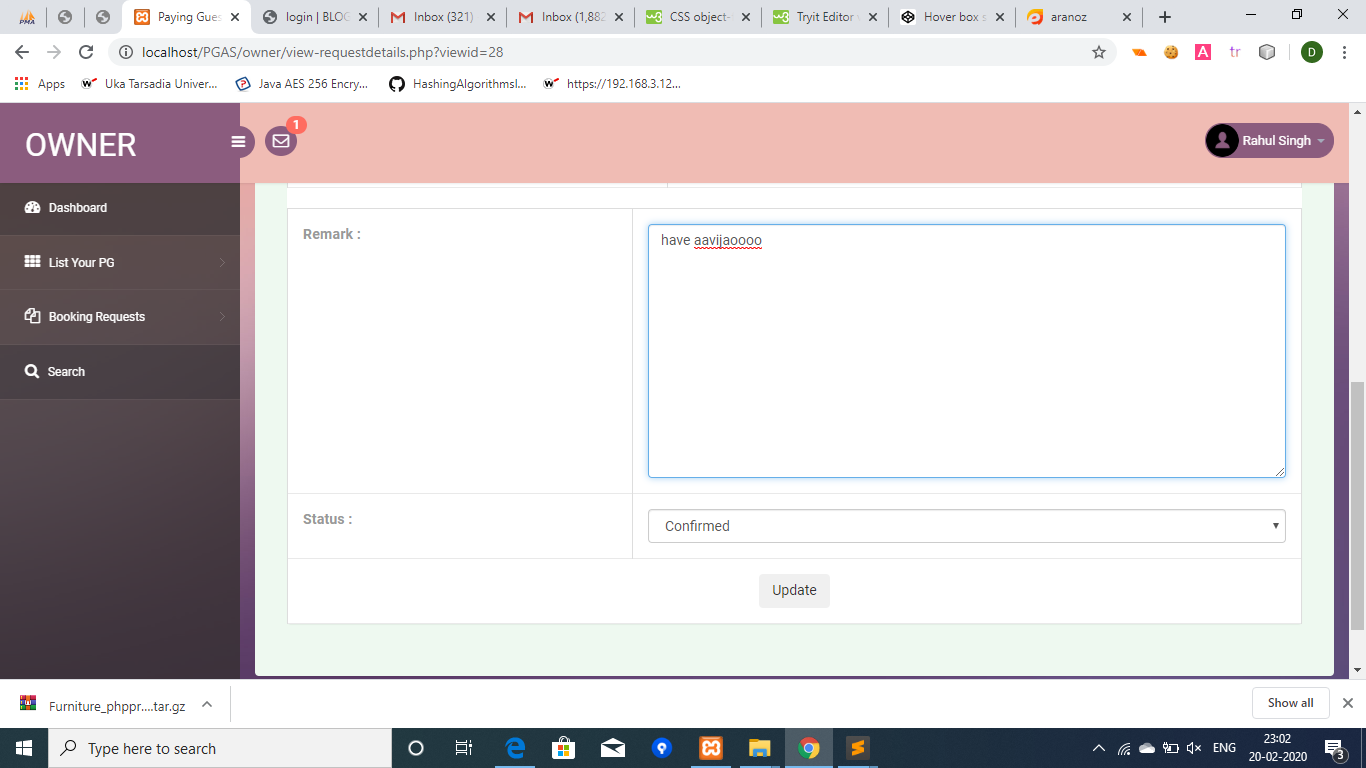 Paying Gues
login | BLOG
Inbox (321)
Inbox (1,882
CSS object-
Tryit Editor
Hover box s
aranoz
localhost/PGAS/owner/view-requestdetails.php?viewid=28
tr
D
Apps
Uka Tarsadia Univer...
Java AES 256 Encry...
HashingAlgorithmsI...
https://192.168.3.12...
OWNER
1
Rahul Singh
Dashboard
List Your PG
Booking Requests
Search
Remark :
have aavijaoooo
Status :
Confirmed
Update
Furniture_phppr....tar.gz
Show all
Type here to search
ENG
23:02
20-02-2020
3